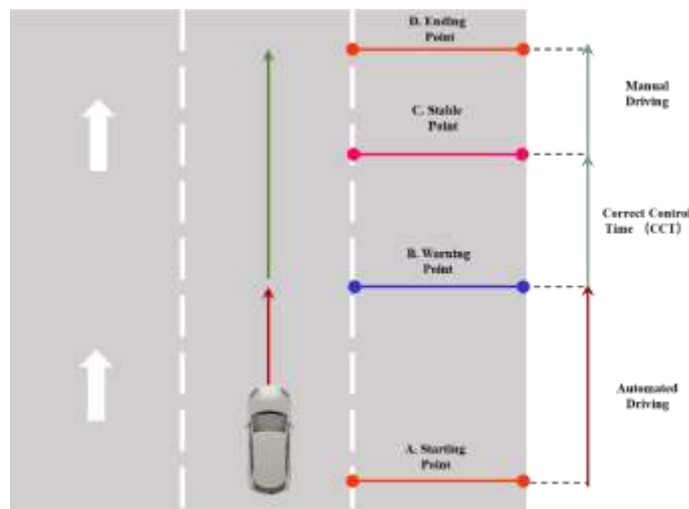 D. Ending
Point
Manual
Driving
C. Stable
Point
Correct Control
Time （CCT）
B. Warning
Point
Automated
Driving
A. Starting
Point